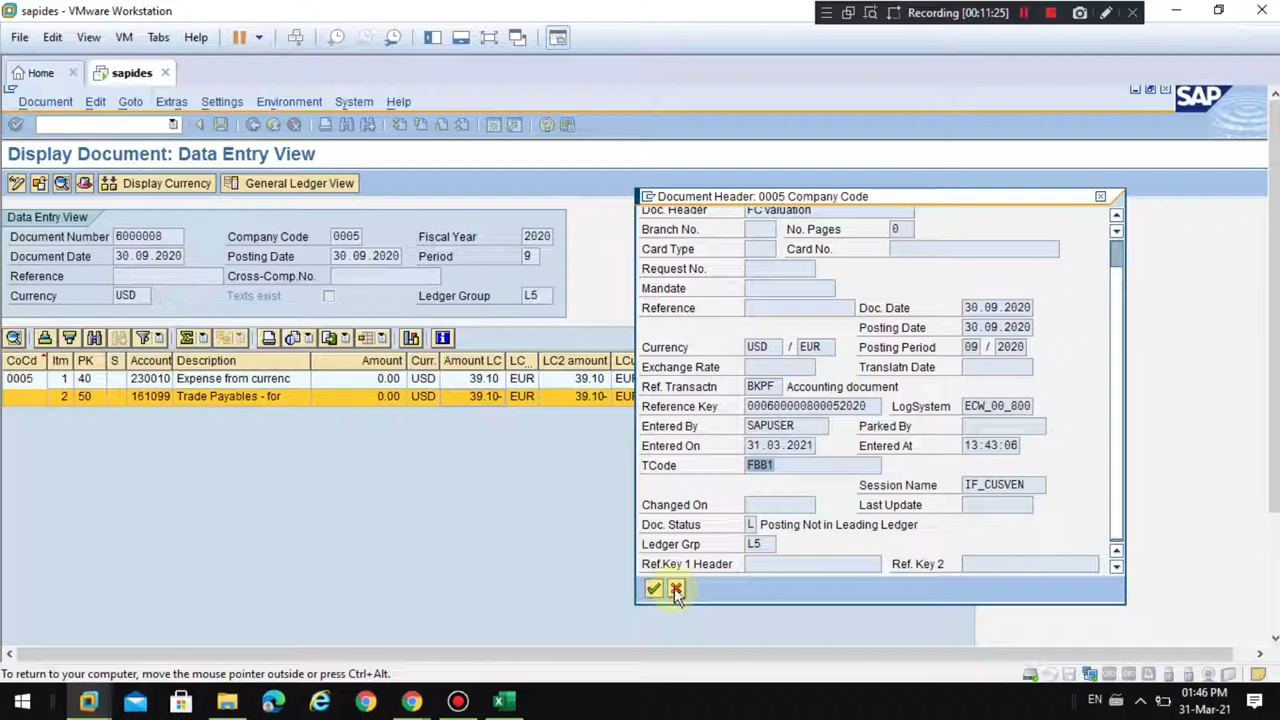 sapides - VMware Workstation
Recording [00:11:25]
File Edit View VM Tabs Help
Home sapides
Document Edit Goto Extras Settings Environment System Help
SAP
Display Document: Data Entry View
Display Currency General Ledger View
Data Entry View
Document Number 6000008 Company Code 0005 Fiscal Year 2020
Document Date 30.09.2020 Posting Date 30.09.2020 Period 9
Reference Cross-Comp.No.
Currency USD Texts exist Ledger Group L5
CoCd Itm PK S Account Description Amount Curr. Amount LC LC... LC2 amount LCu
0005 1 40 230010 Expense from currenc 0.00 USD 39.10 EUR 39.10 EUR
2 50 161099 Trade Payables - for 0.00 USD 39.10- EUR 39.10- EUR
Document Header: 0005 Company Code
Doc. Header FC valuation
Branch No. No. Pages 0
Card Type Card No.
Request No.
Mandate
Reference Doc. Date 30.09.2020
Posting Date 30.09.2020
Currency USD / EUR Posting Period 09 / 2020
Exchange Rate Translatn Date
Ref. Transactn BKPF Accounting document
Reference Key 000600000800052020 LogSystem ECW_00_800
Entered By SAPUSER Parked By
Entered On 31.03.2021 Entered At 13:43:06
TCode FBB1
Session Name IF_CUSVEN
Changed On Last Update
Doc. Status L Posting Not in Leading Ledger
Ledger Grp L5
Ref.Key 1 Header Ref. Key 2
To return to your computer, move the mouse pointer outside or press Ctrl+Alt.
EN 01:46 PM
31-Mar-21